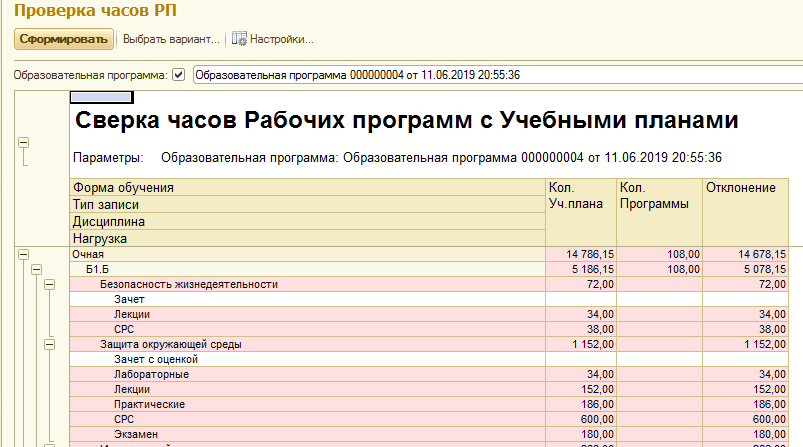 Проверка часов РП
Сформировать Выбрать вариант... Настройки...
Образовательная программа: Образовательная программа 000000004 от 11.06.2019 20:55:36
Сверка часов Рабочих программ с Учебными планами
Параметры: Образовательная программа: Образовательная программа 000000004 от 11.06.2019 20:55:36
Форма обучения Кол. Уч.плана Кол. Программы Отклонение
Тип записи
Дисциплина
Нагрузка
Очная 14 786,15 108,00 14 678,15
Б1.Б 5 186,15 108,00 5 078,15
Безопасность жизнедеятельности 72,00 72,00
Зачет
Лекции 34,00 34,00
СРС 38,00 38,00
Защита окружающей среды 1 152,00 1 152,00
Зачет с оценкой
Лабораторные 34,00 34,00
Лекции 152,00 152,00
Практические 186,00 186,00
СРС 600,00 600,00
Экзамен 180,00 180,00